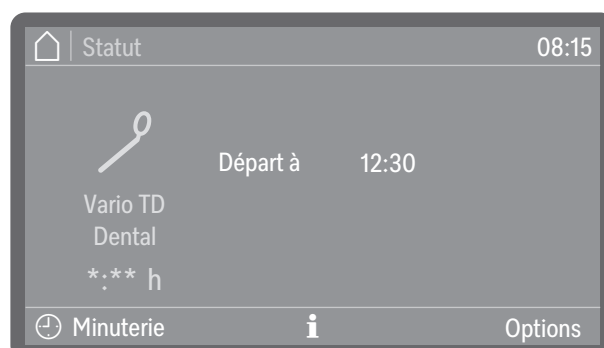 Statut 08:15
Départ à 12:30
Vario TD
Dental
*:** h
Minuterie i Options